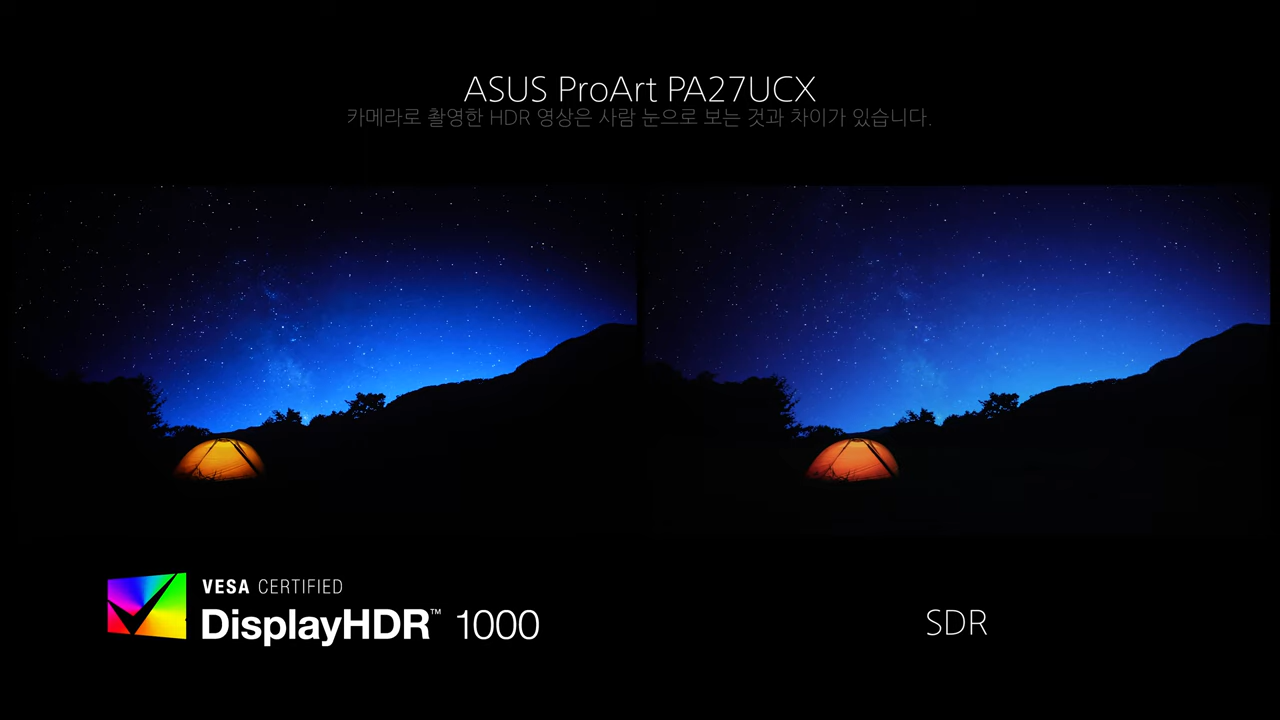 ASUS ProArt PA27UCX
카메라로 촬영한 HDR 영상은 사람 눈으로 보는 것과 차이가 있습니다.
VESA CERTIFIED
DisplayHDR™ 1000
SDR